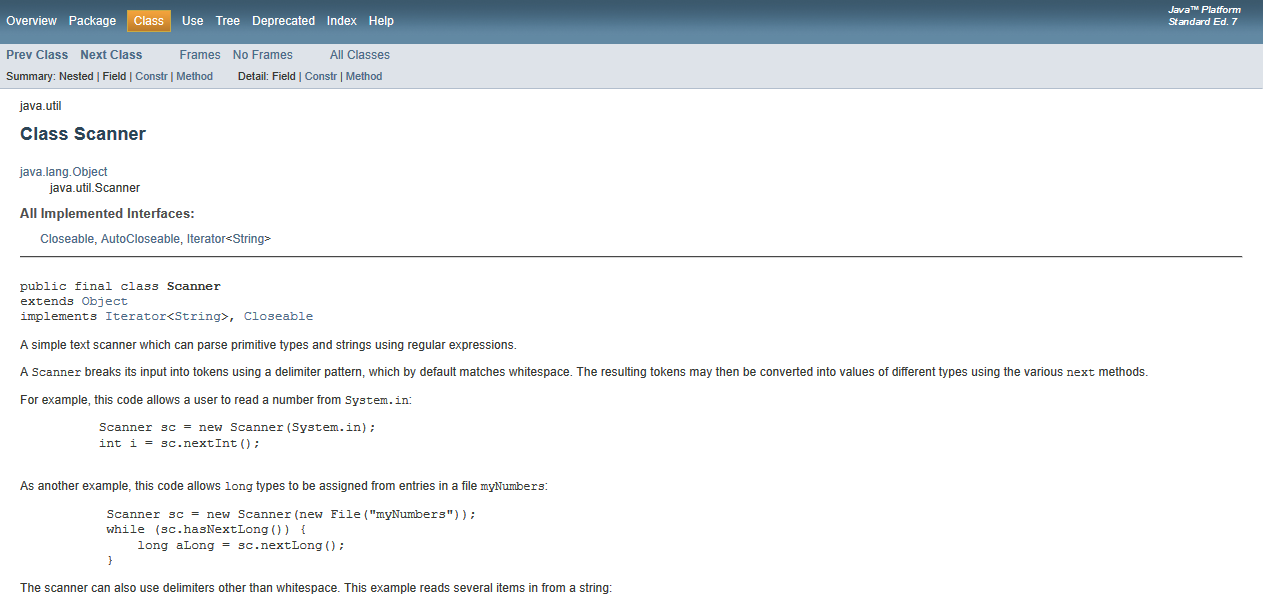 Overview Package Class Use Tree Deprecated Index Help
Java™ Platform
Standard Ed. 7
Prev Class Next Class Frames No Frames All Classes
Summary: Nested | Field | Constr | Method Detail: Field | Constr | Method
java.util
Class Scanner
java.lang.Object
java.util.Scanner
All Implemented Interfaces:
Closeable, AutoCloseable, Iterator<String>
public final class Scanner
extends Object
implements Iterator<String>, Closeable
A simple text scanner which can parse primitive types and strings using regular expressions.
A Scanner breaks its input into tokens using a delimiter pattern, which by default matches whitespace. The resulting tokens may then be converted into values of different types using the various next methods.
For example, this code allows a user to read a number from System.in:
Scanner sc = new Scanner(System.in);
int i = sc.nextInt();
As another example, this code allows long types to be assigned from entries in a file myNumbers:
Scanner sc = new Scanner(new File("myNumbers"));
while (sc.hasNextLong()) {
long aLong = sc.nextLong();
}
The scanner can also use delimiters other than whitespace. This example reads several items in from a string: